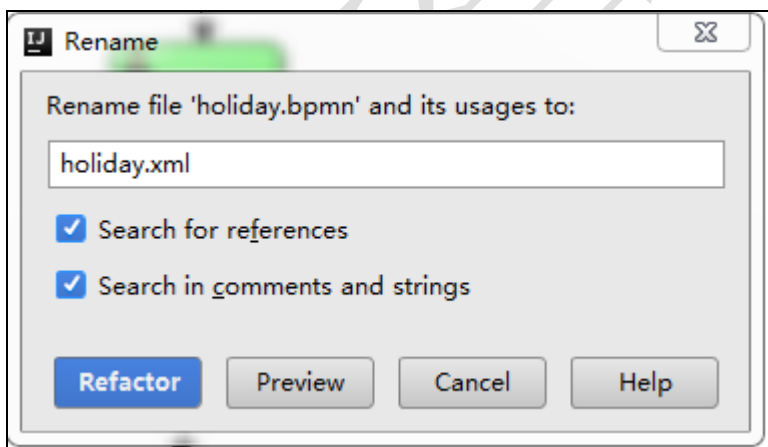 IJ Rename
Rename file 'holiday.bpmn' and its usages to:
holiday.xml
Search for references
Search in comments and strings
Refactor Preview Cancel Help